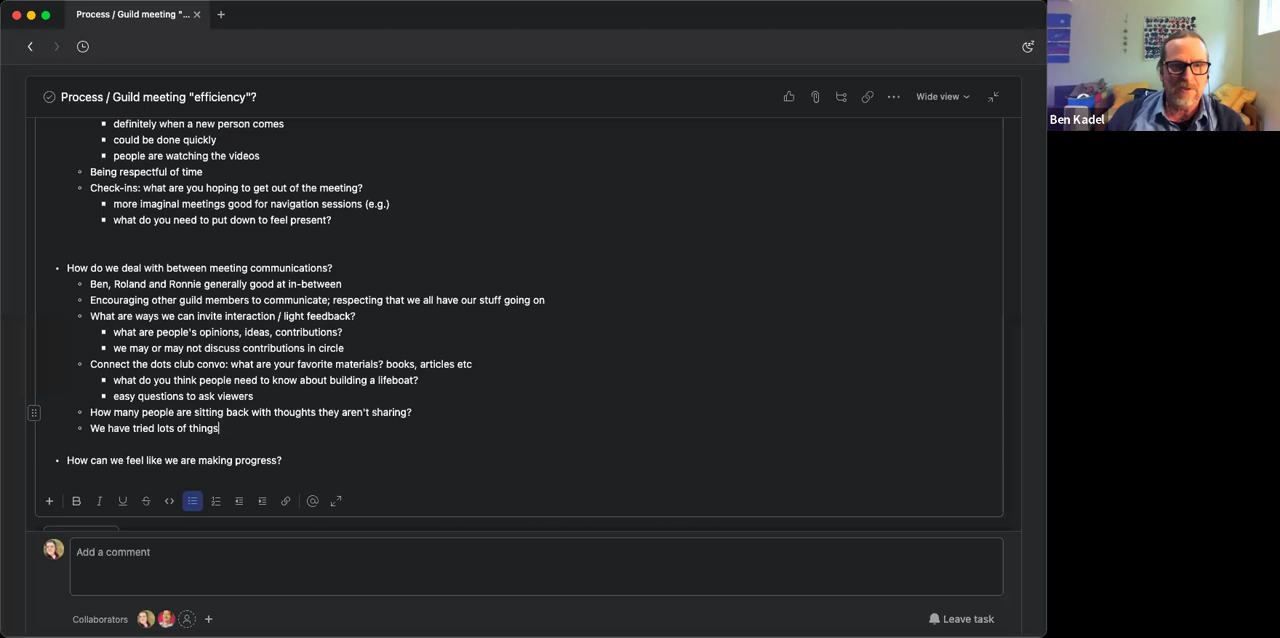 Process / Guild meeting "...
Process / Guild meeting "efficiency"?
Wide view
definitely when a new person comes
could be done quickly
people are watching the videos
Being respectful of time
Check-ins: what are you hoping to get out of the meeting?
more imaginal meetings good for navigation sessions (e.g.)
what do you need to put down to feel present?
How do we deal with between meeting communications?
Ben, Roland and Ronnie generally good at in-between
Encouraging other guild members to communicate; respecting that we all have our stuff going on
What are ways we can invite interaction / light feedback?
what are people's opinions, ideas, contributions?
we may or may not discuss contributions in circle
Connect the dots club convo: what are your favorite materials? books, articles etc
what do you think people need to know about building a lifeboat?
easy questions to ask viewers
How many people are sitting back with thoughts they aren't sharing?
We have tried lots of things
How can we feel like we are making progress?
B I U S
Add a comment
Collaborators
Leave task
Ben Kadel